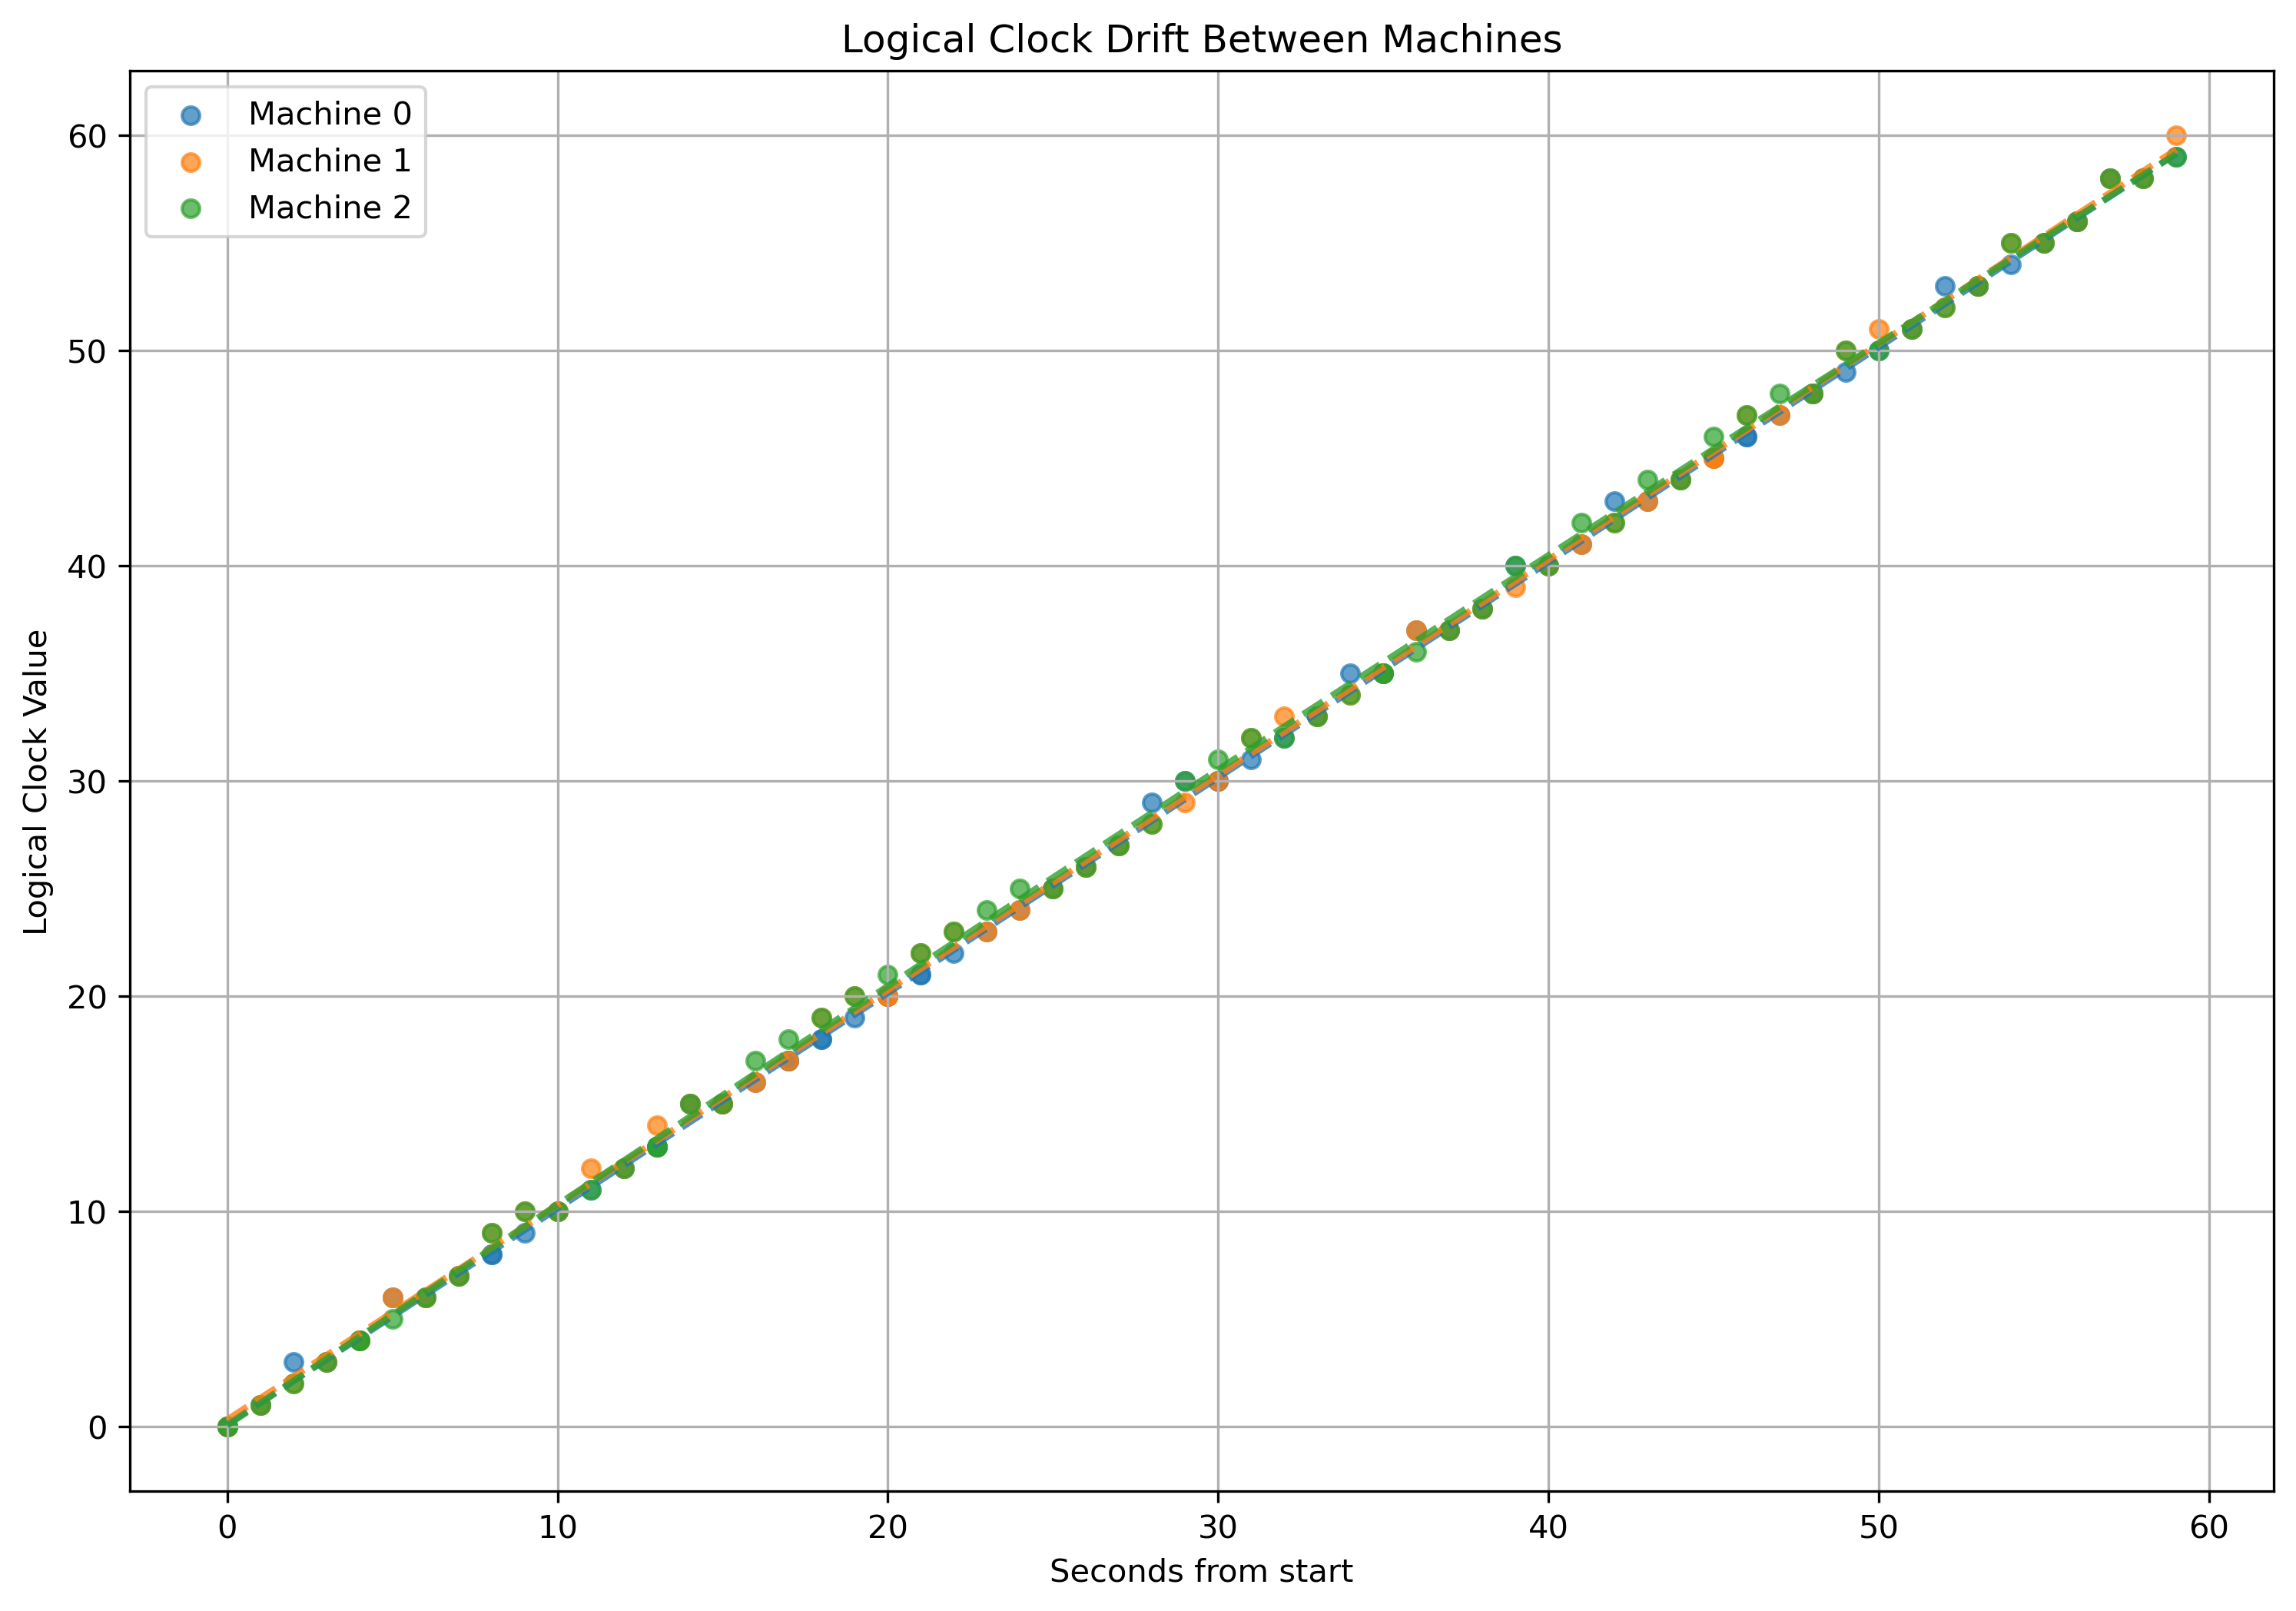 Logical Clock Drift Between Machines
Machine 0
Machine 1
Machine 2
Logical Clock Value
60
50
40
30
20
10
0
0 10 20 30 40 50 60
Seconds from start